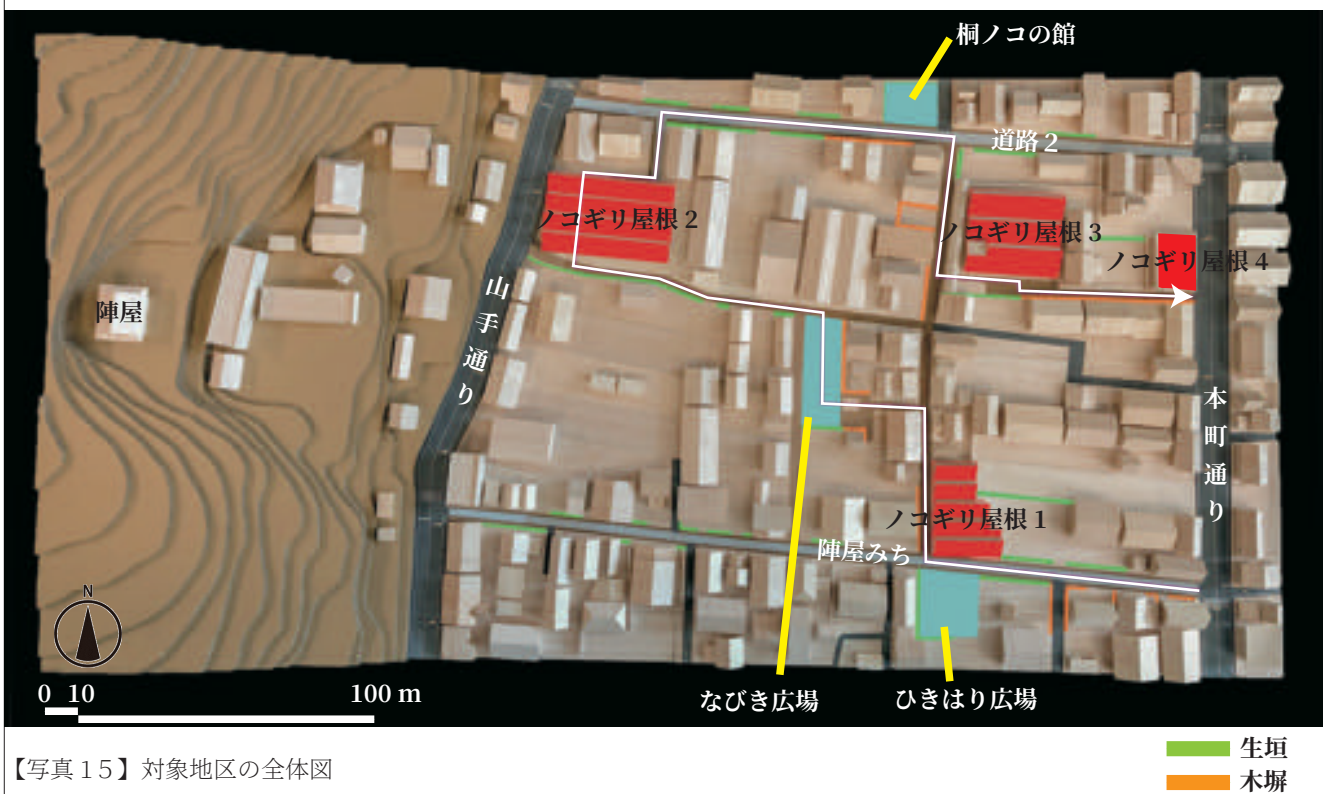 桐ノコの館
道路２
ノコギリ屋根２
ノコギリ屋根３
ノコギリ屋根４
陣屋
山手通り
本町通り
ノコギリ屋根１
陣屋みち
N
0 10 100 m
なびき広場
ひきはり広場
【写真１５】対象地区の全体図
生垣
木塀